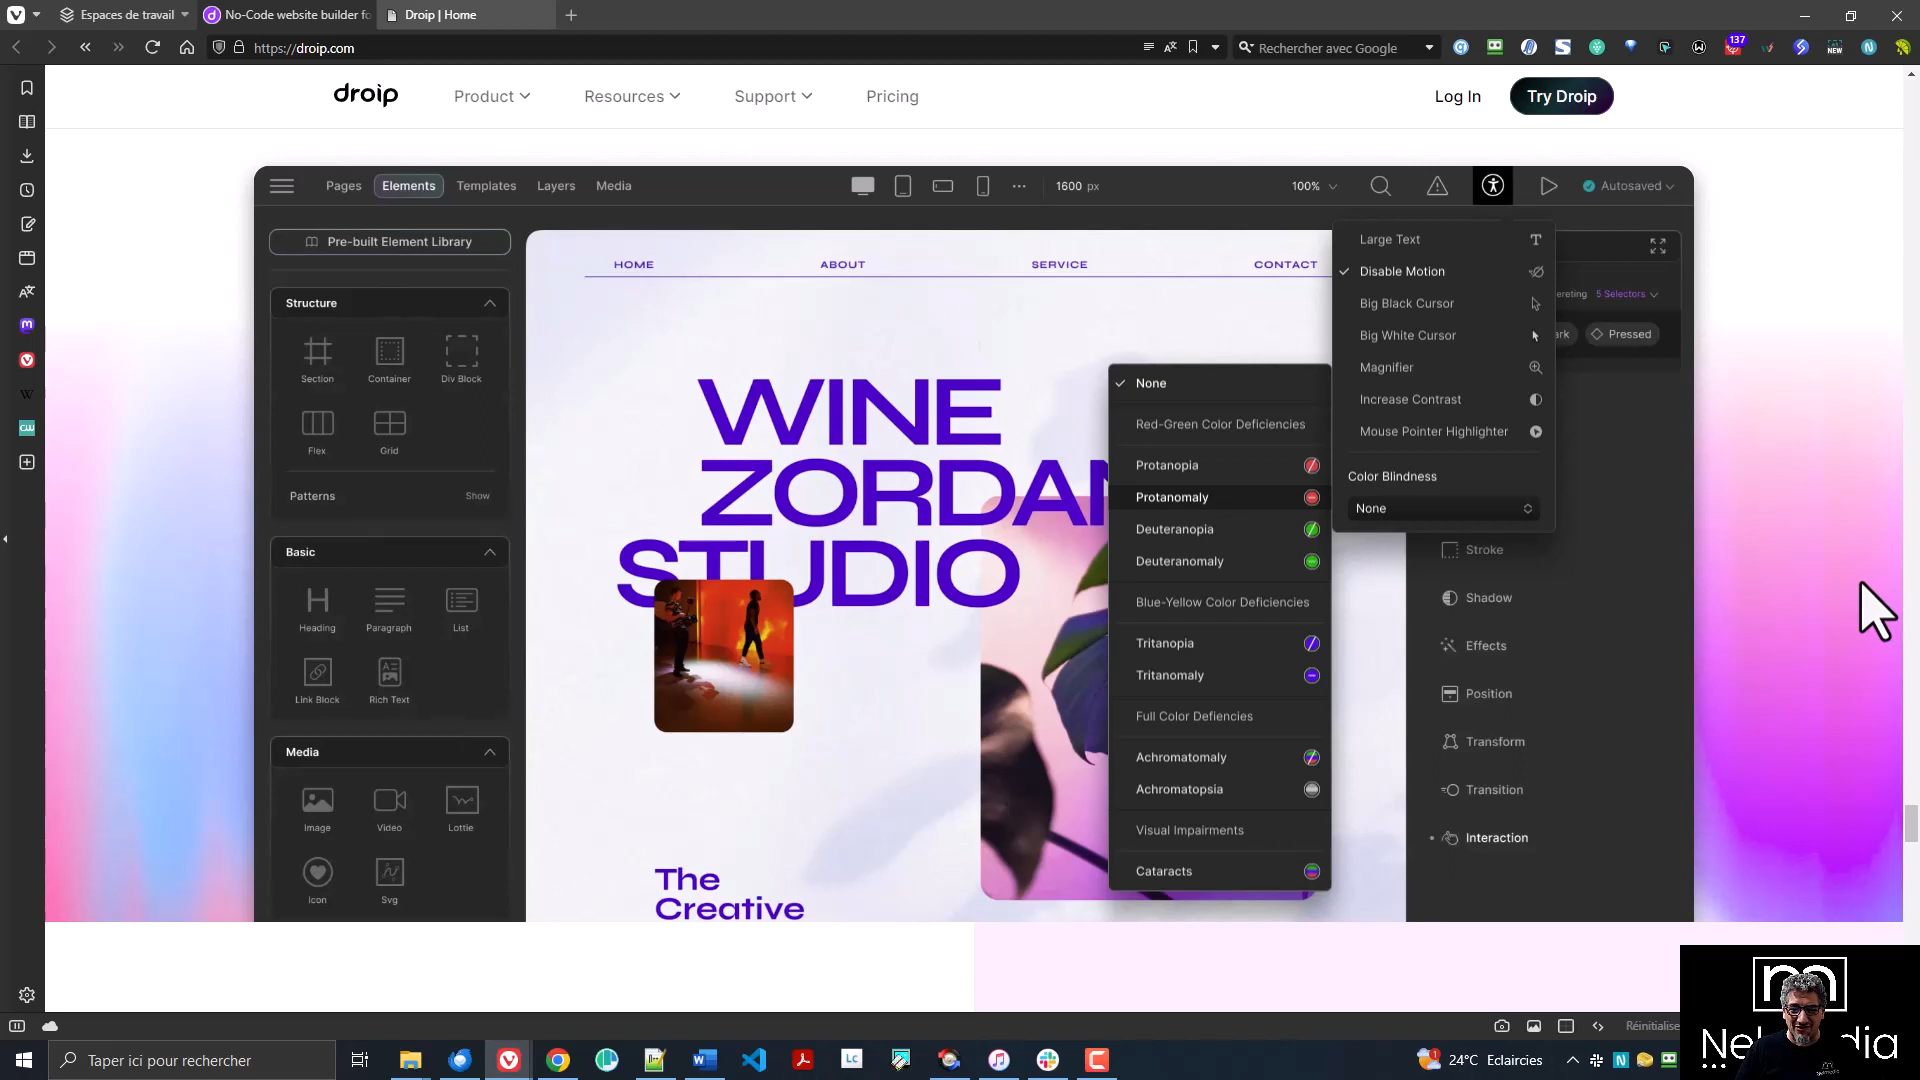 Espaces de travail
No-Code website builder fo
Droip | Home
https://droip.com
Rechercher avec Google
137
NEW
droip
Product
Resources
Support
Pricing
Log In
Try Droip
Pages
Elements
Templates
Layers
Media
1600 px
100%
Autosaved
Pre-built Element Library
HOME
ABOUT
SERVICE
CONTACT
Structure
Section
Container
Div Block
Flex
Grid
Patterns
Show
Basic
Heading
Paragraph
List
Link Block
Rich Text
Media
Image
Video
Lottie
Icon
Svg
WINE
ZORDAN
STUDIO
The
Creative
None
Red-Green Color Deficiencies
Protanopia
Protanomaly
Deuteranopia
Deuteranomaly
Blue-Yellow Color Deficiencies
Tritanopia
Tritanomaly
Full Color Defiencies
Achromatomaly
Achromatopsia
Visual Impairments
Cataracts
Large Text
Disable Motion
Big Black Cursor
Big White Cursor
Magnifier
Increase Contrast
Mouse Pointer Highlighter
Color Blindness
None
5 Selectors
Pressed
Stroke
Shadow
Effects
Position
Transform
Transition
Interaction
Réinitialise
Taper ici pour rechercher
24°C Eclaircies